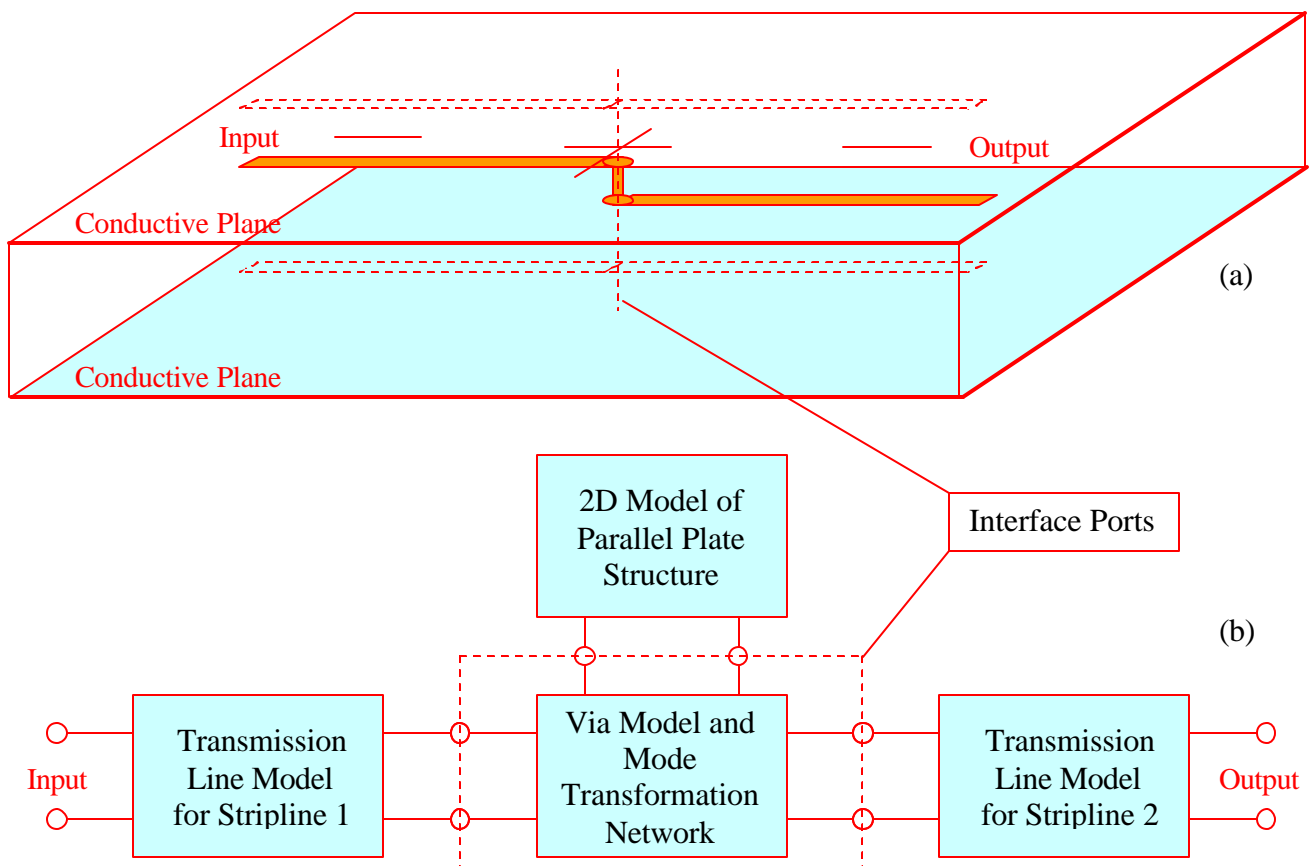 Input
Output
Conductive Plane
(a)
Conductive Plane
2D Model of
Parallel Plate
Structure
Interface Ports
(b)
Input
Transmission
Line Model
for Stripline 1
Via Model and
Mode
Transformation
Network
Transmission
Line Model
for Stripline 2
Output